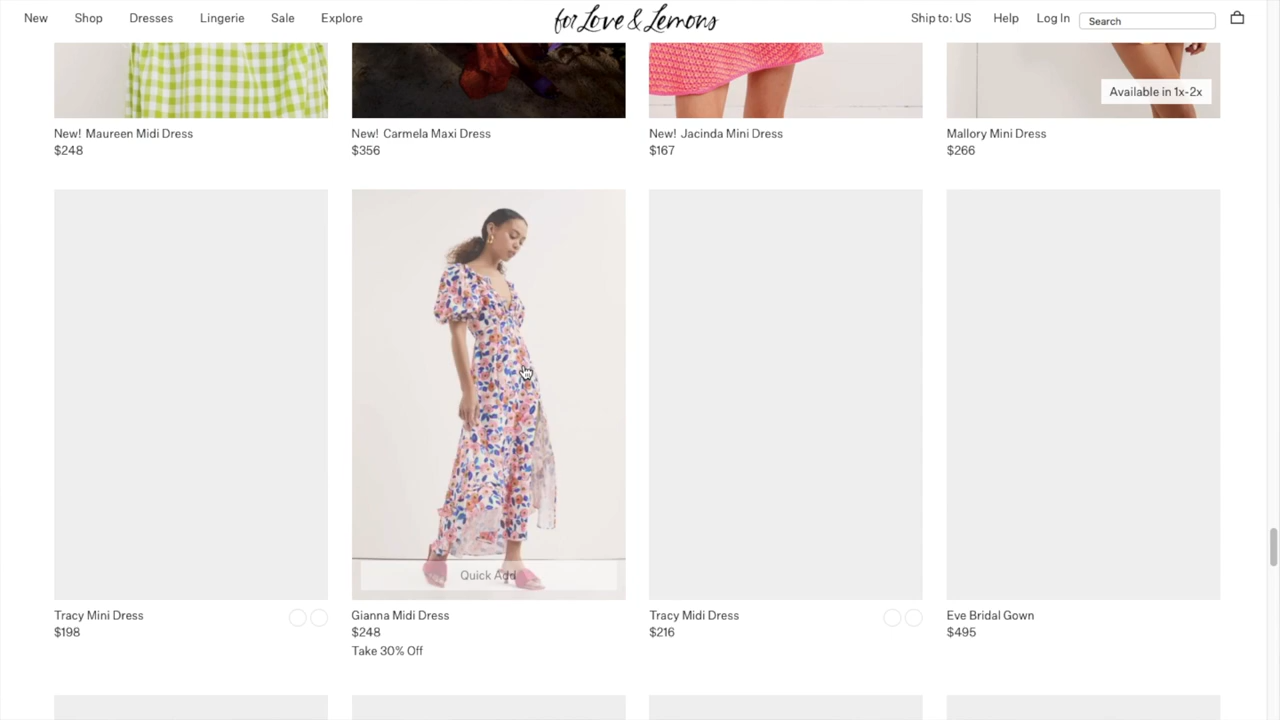 New Shop Dresses Lingerie Sale Explore for Love & Lemons Ship to: US Help Log In Search
Available in 1x-2x
New! Maureen Midi Dress New! Carmela Maxi Dress New! Jacinda Mini Dress Mallory Mini Dress
$248 $356 $167 $266
Quick Add
Tracy Mini Dress Gianna Midi Dress Tracy Midi Dress Eve Bridal Gown
$198 $248 $216 $495
Take 30% Off